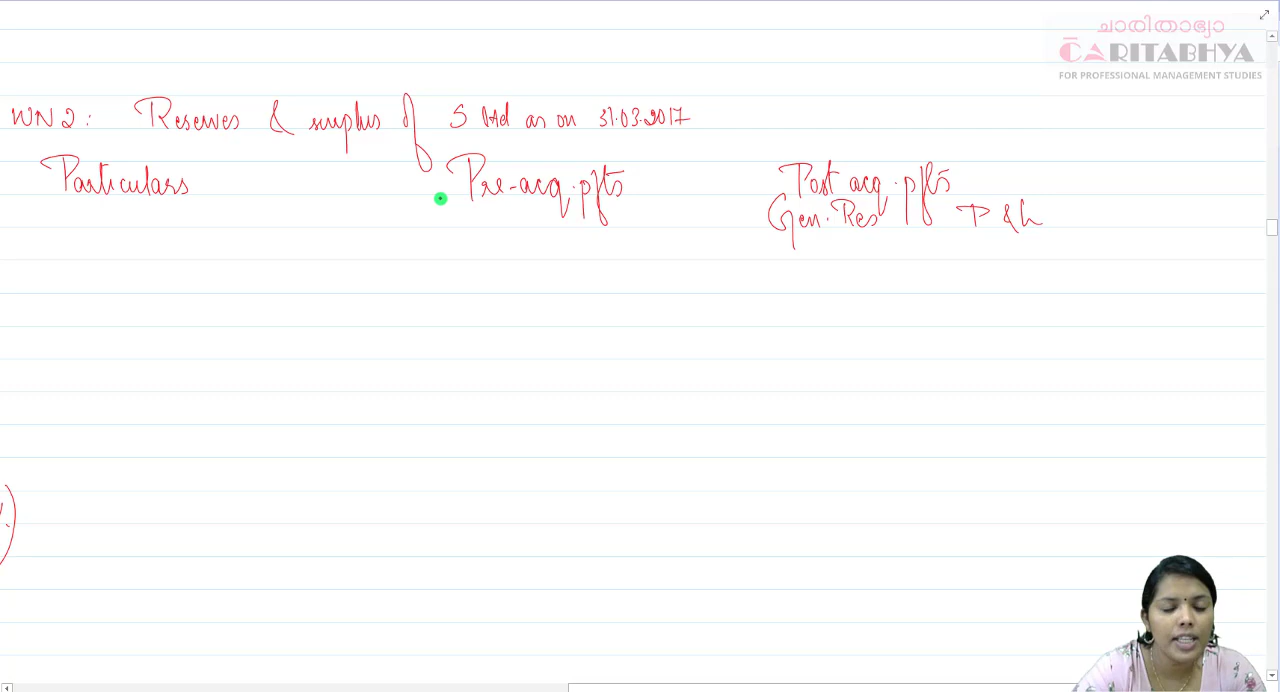 ചാരിതാഭ്യാ
CĀRITABHYA
FOR PROFESSIONAL MANAGEMENT STUDIES
WN 2: Reserves & surplus of S Ltd as on 31.03.2017
Particulars Pre-acq. pfts Post acq. pfts
Gen. Res P & L